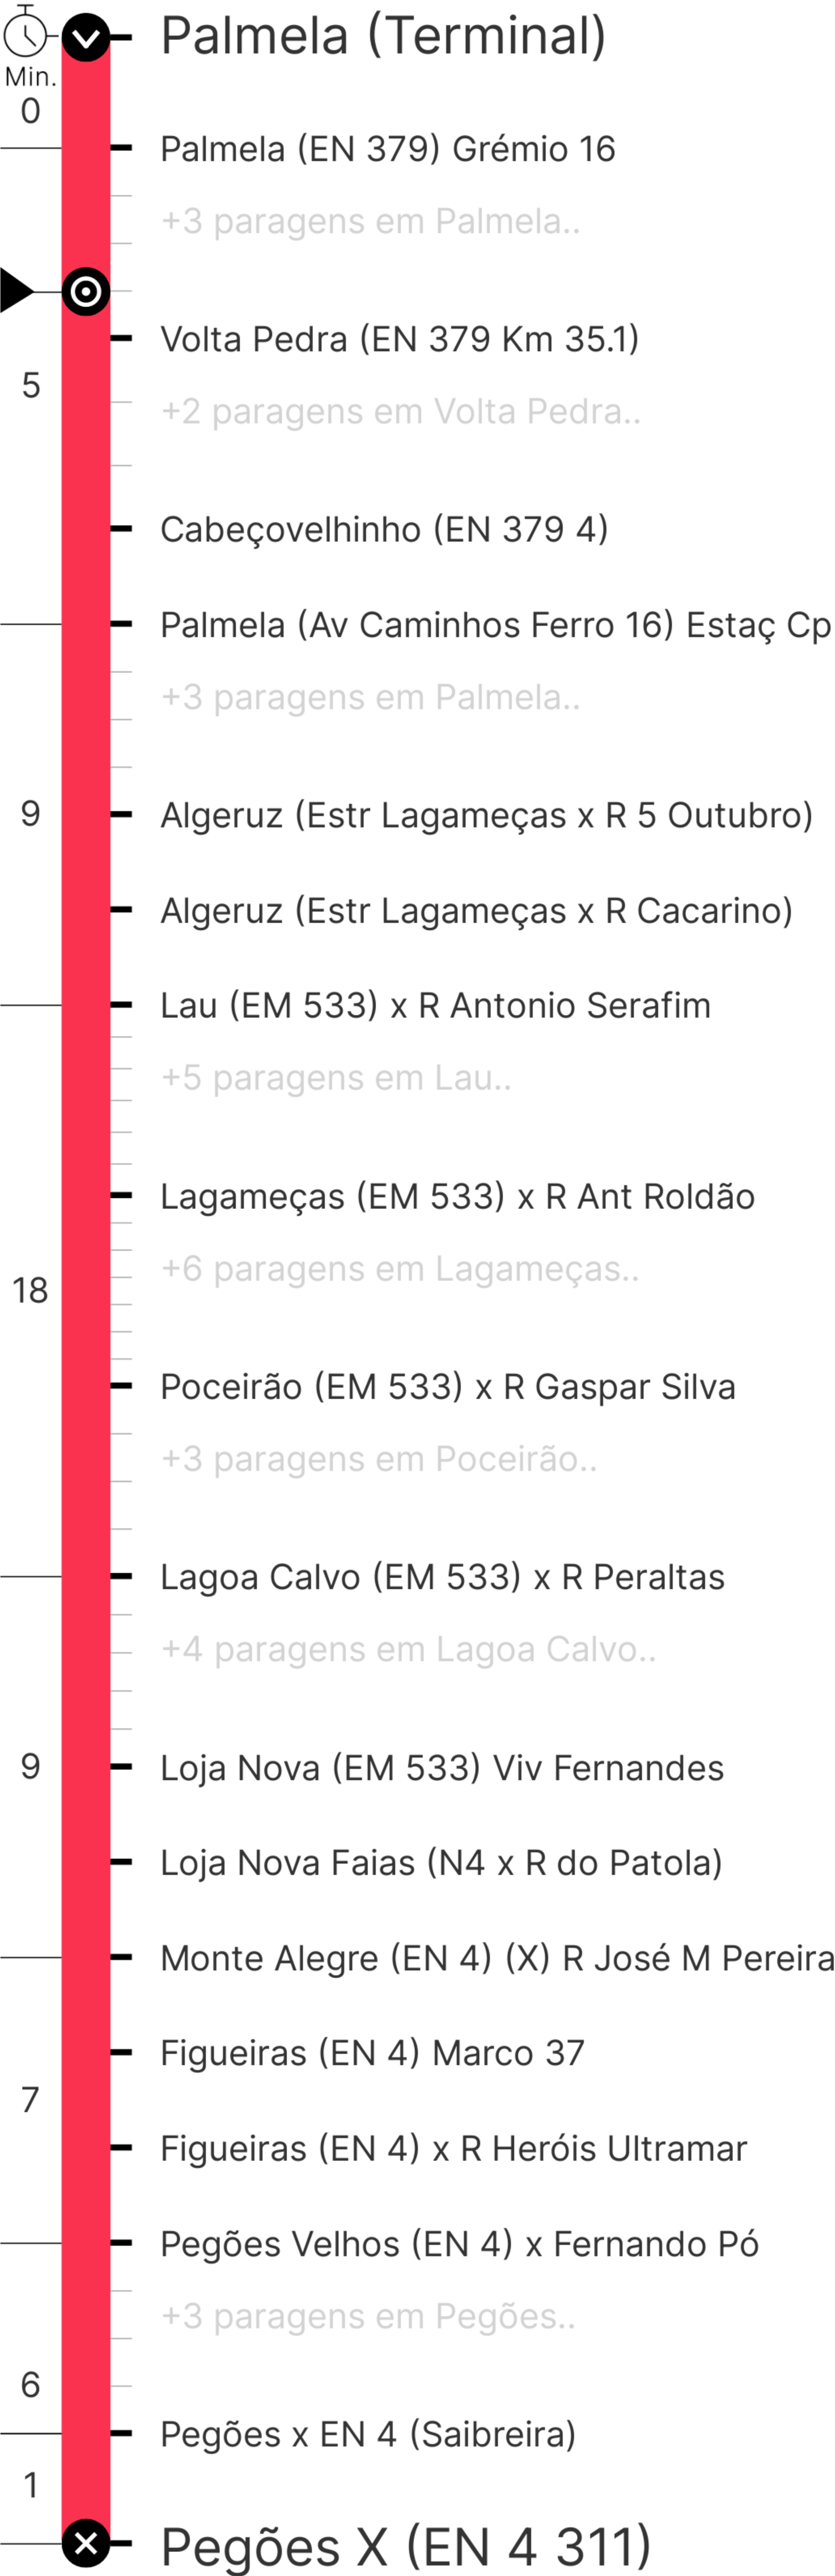 Palmela (Terminal)
Min.
0
Palmela (EN 379) Grémio 16
+3 paragens em Palmela..
Volta Pedra (EN 379 Km 35.1)
5
+2 paragens em Volta Pedra..
Cabeçovelhinho (EN 379 4)
Palmela (Av Caminhos Ferro 16) Estaç Cp
+3 paragens em Palmela..
9
Algeruz (Estr Lagameças x R 5 Outubro)
Algeruz (Estr Lagameças x R Cacarino)
Lau (EM 533) x R Antonio Serafim
+5 paragens em Lau..
Lagameças (EM 533) x R Ant Roldão
+6 paragens em Lagameças..
18
Poceirão (EM 533) x R Gaspar Silva
+3 paragens em Poceirão..
Lagoa Calvo (EM 533) x R Peraltas
+4 paragens em Lagoa Calvo..
9
Loja Nova (EM 533) Viv Fernandes
Loja Nova Faias (N4 x R do Patola)
Monte Alegre (EN 4) (X) R José M Pereira
Figueiras (EN 4) Marco 37
7
Figueiras (EN 4) x R Heróis Ultramar
Pegões Velhos (EN 4) x Fernando Pó
+3 paragens em Pegões..
6
Pegões x EN 4 (Saibreira)
1
Pegões X (EN 4 311)